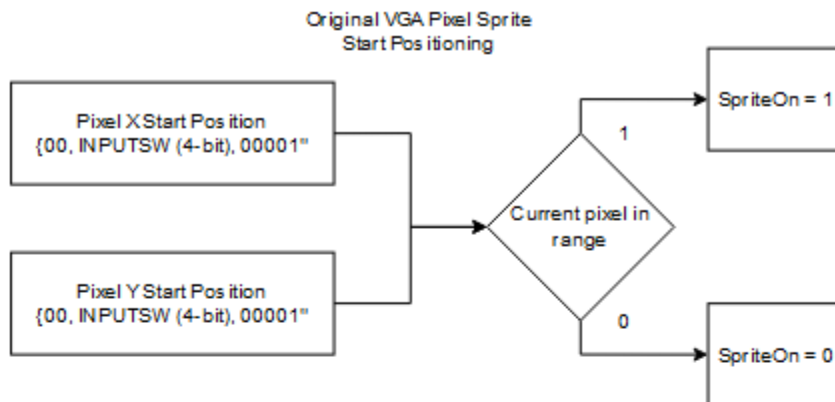 Original VGA Pixel Sprite
Start Positioning
Pixel X Start Position
{00, INPUTSW (4-bit), 00001"
Pixel Y Start Position
{00, INPUTSW (4-bit), 00001"
Current pixel in
range
1
0
SpriteOn = 1
SpriteOn = 0